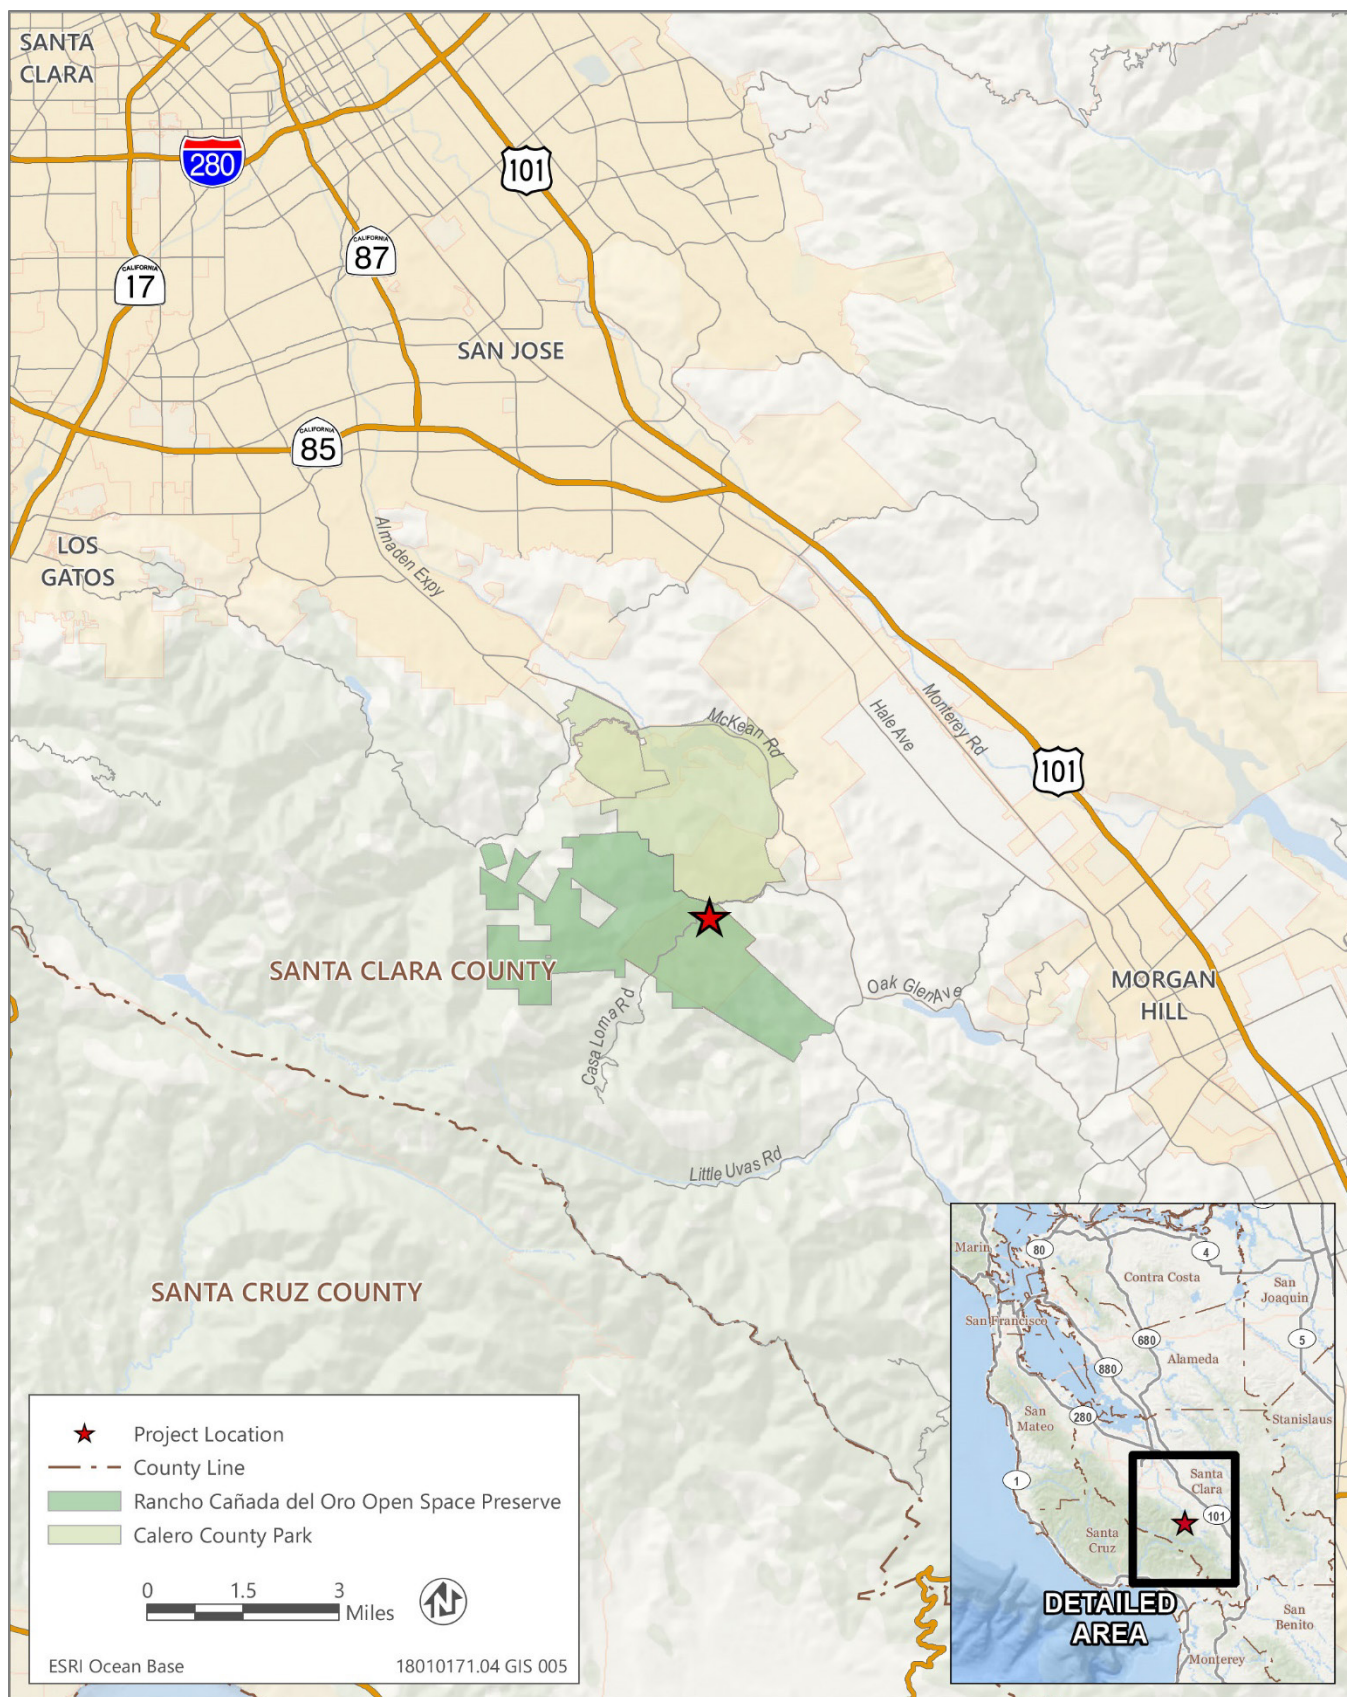 SANTA
CLARA
280
101
CALIFORNIA
87
CALIFORNIA
17
SAN JOSE
CALIFORNIA
85
Almaden Expy
LOS
GATOS
McKean Rd
Hale Ave
Monterey Rd
101
SANTA CLARA COUNTY
Casa Loma Rd
Oak GlenAve
MORGAN
HILL
Little Uvas Rd
SANTA CRUZ COUNTY
Project Location
County Line
Rancho Cañada del Oro Open Space Preserve
Calero County Park
0 1.5 3
Miles
N
ESRI Ocean Base 18010171.04 GIS 005
Marin
80
4
Contra Costa
San
Joaquin
San Francisco
680
5
880
Alameda
280
San
Mateo
Stanislaus
1
Santa
Clara
101
Santa
Cruz
DETAILED
AREA
San
Benito
Monterey